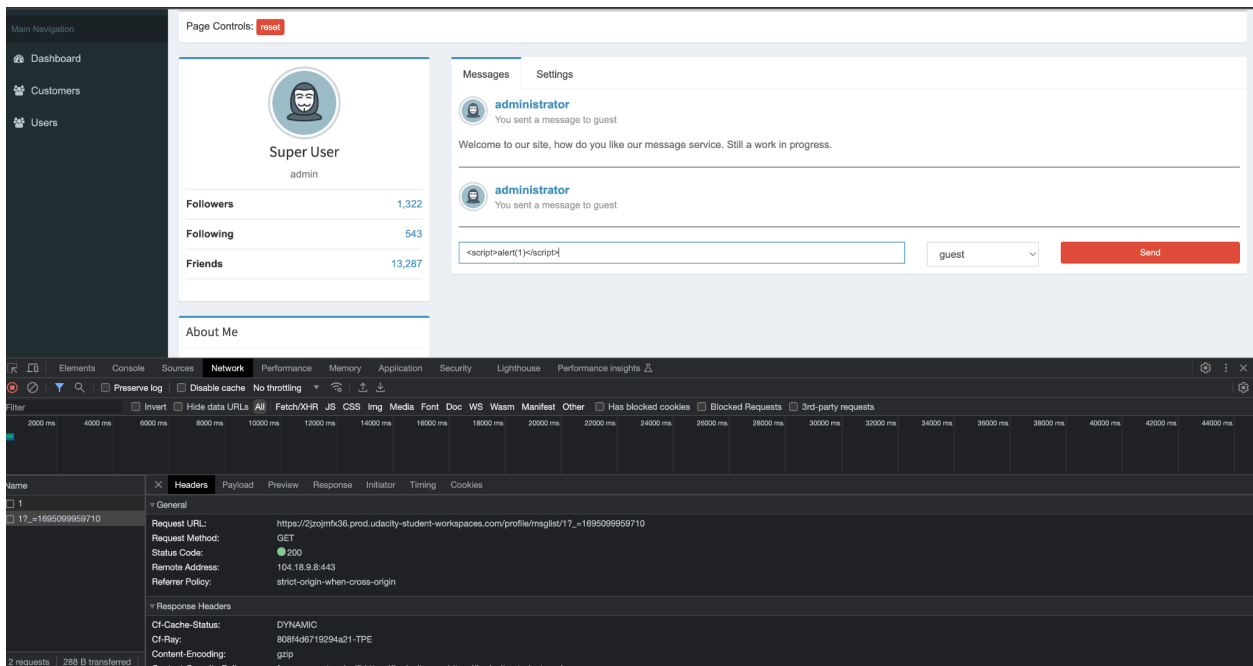 Main Navigation
Dashboard
Customers
Users
Page Controls: reset
Super User
admin
Followers 1,322
Following 543
Friends 13,287
About Me
Messages Settings
administrator
You sent a message to guest
Welcome to our site, how do you like our message service. Still a work in progress.
administrator
You sent a message to guest
<script>alert(1)</script> guest Send
Elements Console Sources Network Performance Memory Application Security Lighthouse Performance insights
Preserve log Disable cache No throttling
Filter Invert Hide data URLs All Fetch/XHR JS CSS Img Media Font Doc WS Wasm Manifest Other Has blocked cookies Blocked Requests 3rd-party requests
2000 ms 4000 ms 6000 ms 8000 ms 10000 ms 12000 ms 14000 ms 16000 ms 18000 ms 20000 ms 22000 ms 24000 ms 26000 ms 28000 ms 30000 ms 32000 ms 34000 ms 36000 ms 38000 ms 40000 ms 42000 ms 44000 ms
Name
1
1?_=1695099959710
2 requests 288 B transferred
Headers Payload Preview Response Initiator Timing Cookies
General
Request URL: https://2jzojmfx36.prod.udacity-student-workspaces.com/profile/msglist/1?_=1695099959710
Request Method: GET
Status Code: 200
Remote Address: 104.18.9.8:443
Referrer Policy: strict-origin-when-cross-origin
Response Headers
Cf-Cache-Status: DYNAMIC
Cf-Ray: 808f4d6719294a21-TPE
Content-Encoding: gzip